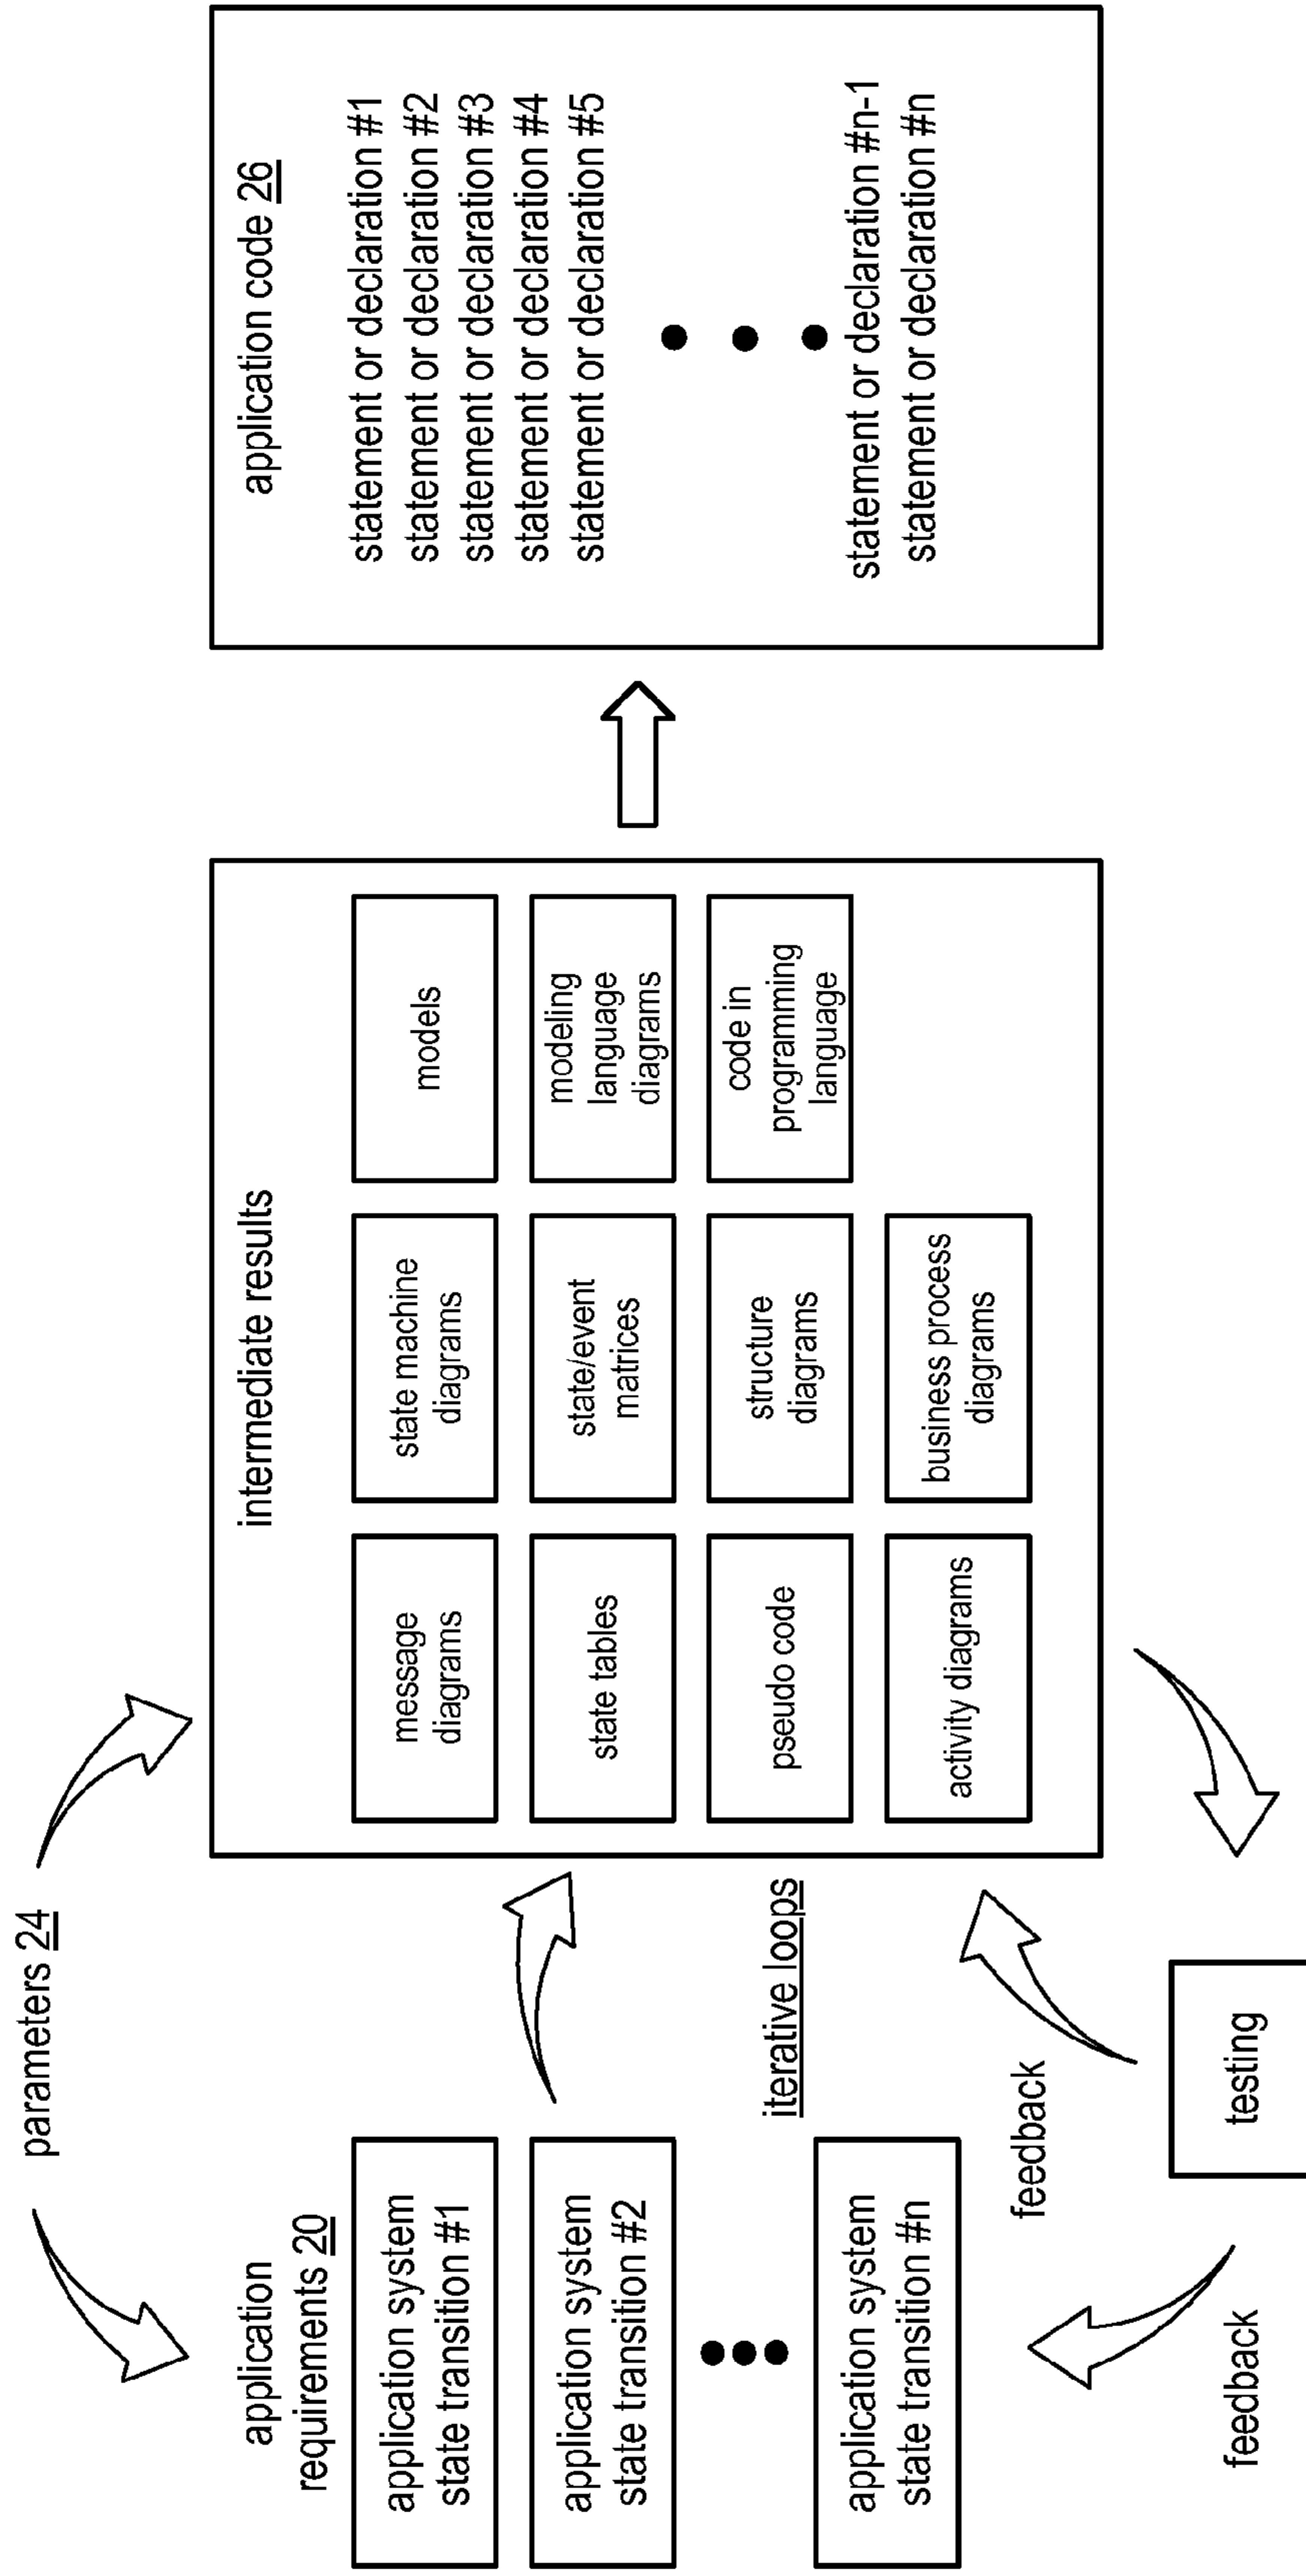 parameters 24
application
requirements 20
application system
state transition #1
application system
state transition #2
application system
state transition #n
iterative loops
feedback
feedback
testing
intermediate results
message
diagrams
state machine
diagrams
models
state tables
state/event
matrices
modeling
language
diagrams
pseudo code
structure
diagrams
code in
programming
language
activity diagrams
business process
diagrams
application code 26
statement or declaration #1
statement or declaration #2
statement or declaration #3
statement or declaration #4
statement or declaration #5
statement or declaration #n-1
statement or declaration #n